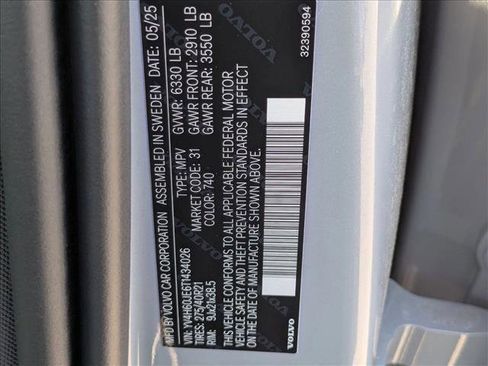 MFD BY VOLVO CAR CORPORATION ASSEMBLED IN SWEDEN DATE: 05/25
GVWR: 6330 LB
GAWR FRONT: 2910 LB
GAWR REAR: 3550 LB
YV4H60JE6T1434026 TYPE: MPV
TIRES: 275/40R21 MARKET CODE: 31
RIM: 9Jx21x38.5 COLOR: 740
THIS VEHICLE CONFORMS TO ALL APPLICABLE FEDERAL MOTOR
VEHICLE SAFETY AND THEFT PREVENTION STANDARDS IN EFFECT
ON THE DATE OF MANUFACTURE SHOWN ABOVE.
VOLVO
32390594
VOLVO
VOLVO
VOLVO